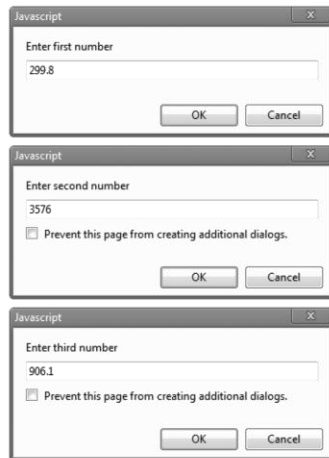 Javascript
x
Enter first number
299.8
OK Cancel
Javascript
x
Enter second number
3576
Prevent this page from creating additional dialogs.
OK Cancel
Javascript
x
Enter third number
906.1
Prevent this page from creating additional dialogs.
OK Cancel